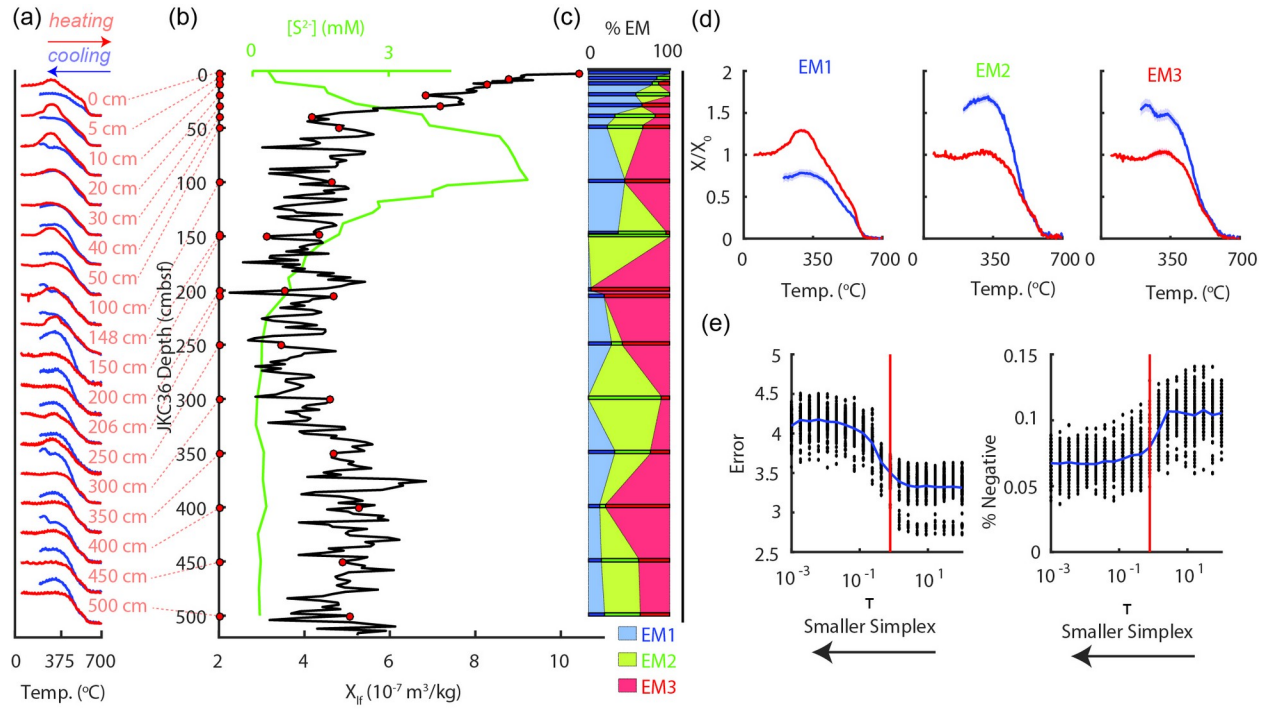 (a)
heating
cooling
0 cm
5 cm
10 cm
20 cm
30 cm
40 cm
50 cm
100 cm
148 cm
150 cm
200 cm
206 cm
250 cm
300 cm
350 cm
400 cm
450 cm
500 cm
0 375 700
Temp. (°C)
(b)
[S²⁻] (mM)
0 3
JKC36 Depth (cmbsf)
0
50
100
150
200
250
300
350
400
450
500
3 6 9
2 4 6 8 10
X_lf (10⁻⁷ m³/kg)
(c)
% EM
0 100
EM1
EM2
EM3
(d)
EM1 EM2 EM3
X/X₀
2
1.5
1
0.5
0
0 350 700
0 350 700
0 350 700
Temp. (°C) Temp. (°C) Temp. (°C)
(e)
Error
5
4.5
4
3.5
3
2.5
10⁻³ 10⁻¹ 10¹
T
Smaller Simplex
% Negative
0.15
0.1
0.05
0
10⁻³ 10⁻¹ 10¹
T
Smaller Simplex